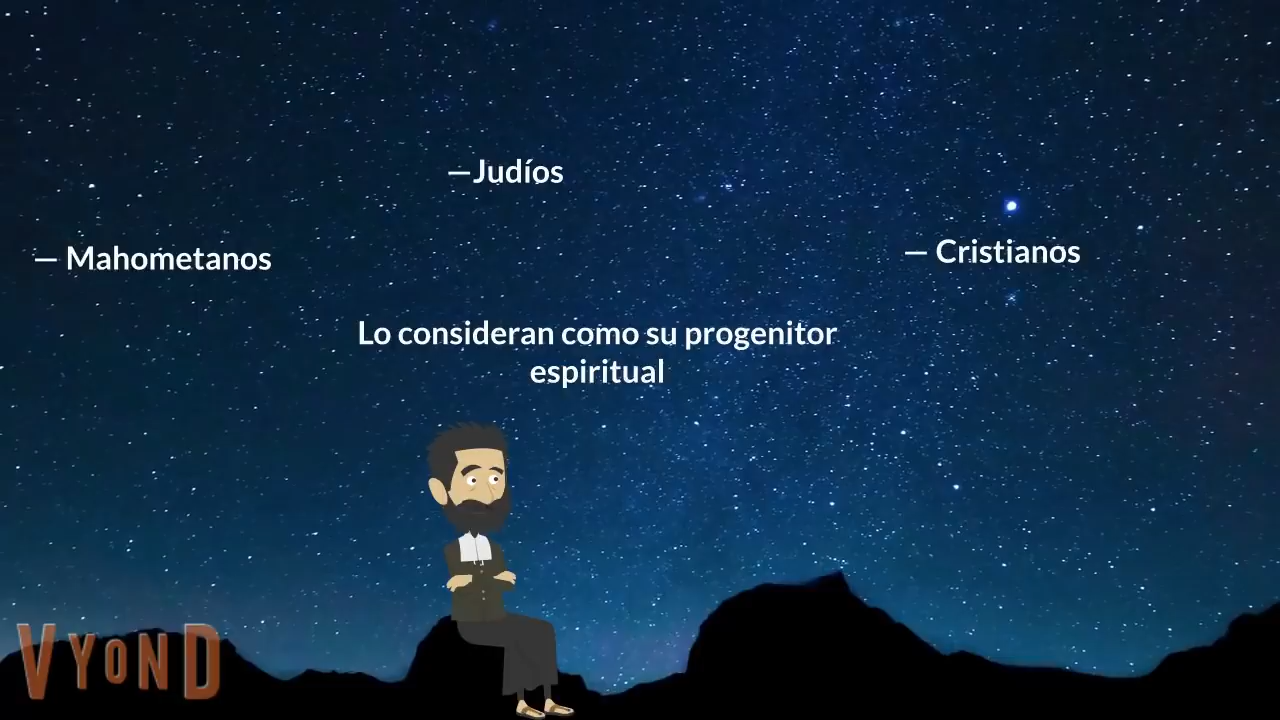 —Judíos
— Mahometanos
— Cristianos
Lo consideran como su progenitor
espiritual
VYOND